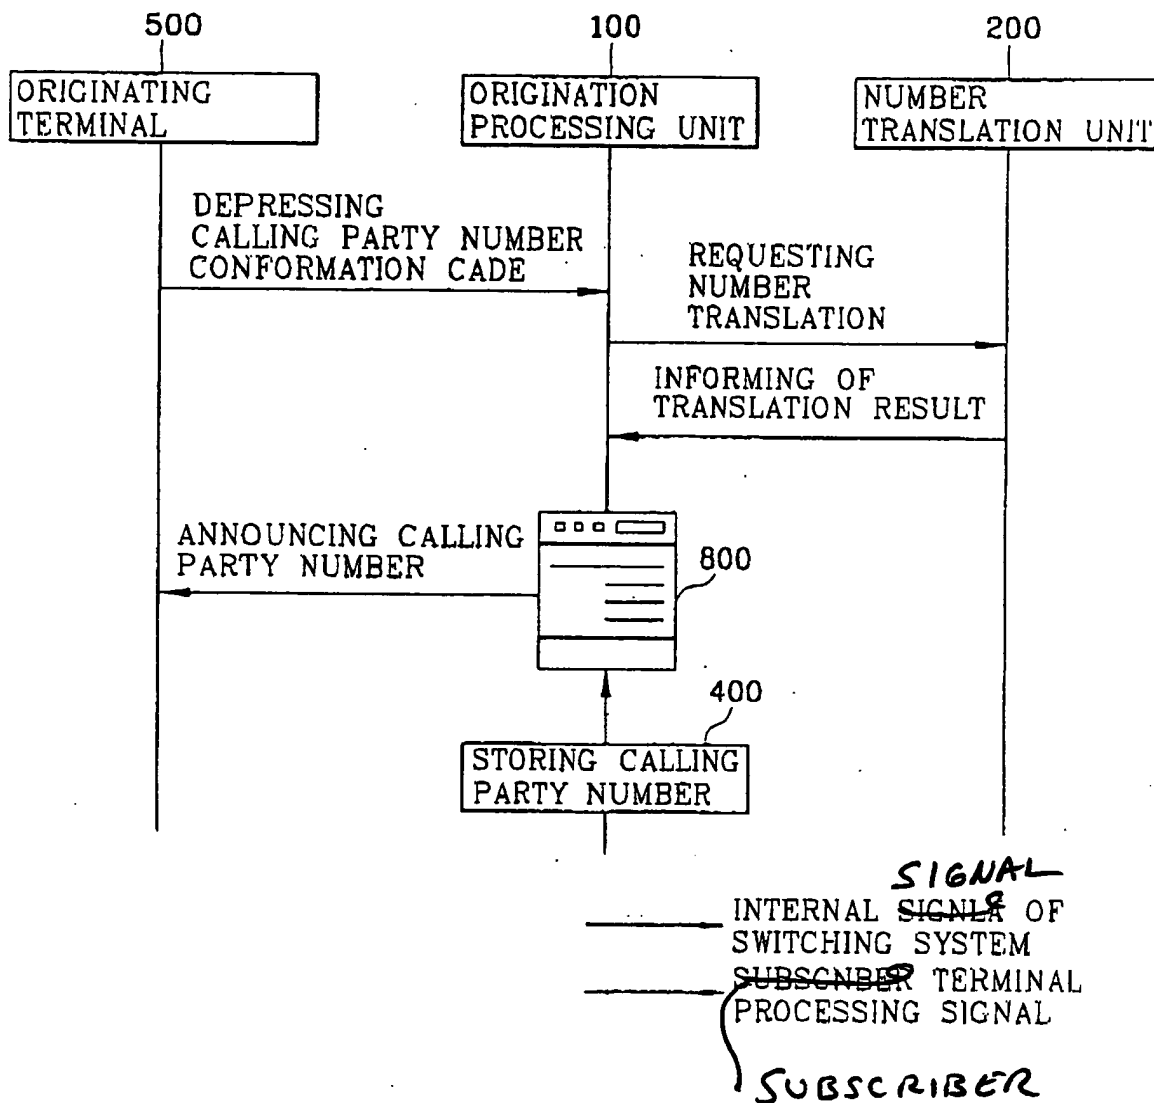 500
100
200
ORIGINATING
TERMINAL
ORIGINATION
PROCESSING UNIT
NUMBER
TRANSLATION UNIT
DEPRESSING
CALLING PARTY NUMBER
CONFORMATION CADE
REQUESTING
NUMBER
TRANSLATION
INFORMING OF
TRANSLATION RESULT
ANNOUNCING CALLING
PARTY NUMBER
800
400
STORING CALLING
PARTY NUMBER
SIGNAL
INTERNAL SIGNLA OF
SWITCHING SYSTEM
SUBSCNBER TERMINAL
PROCESSING SIGNAL
SUBSCRIBER